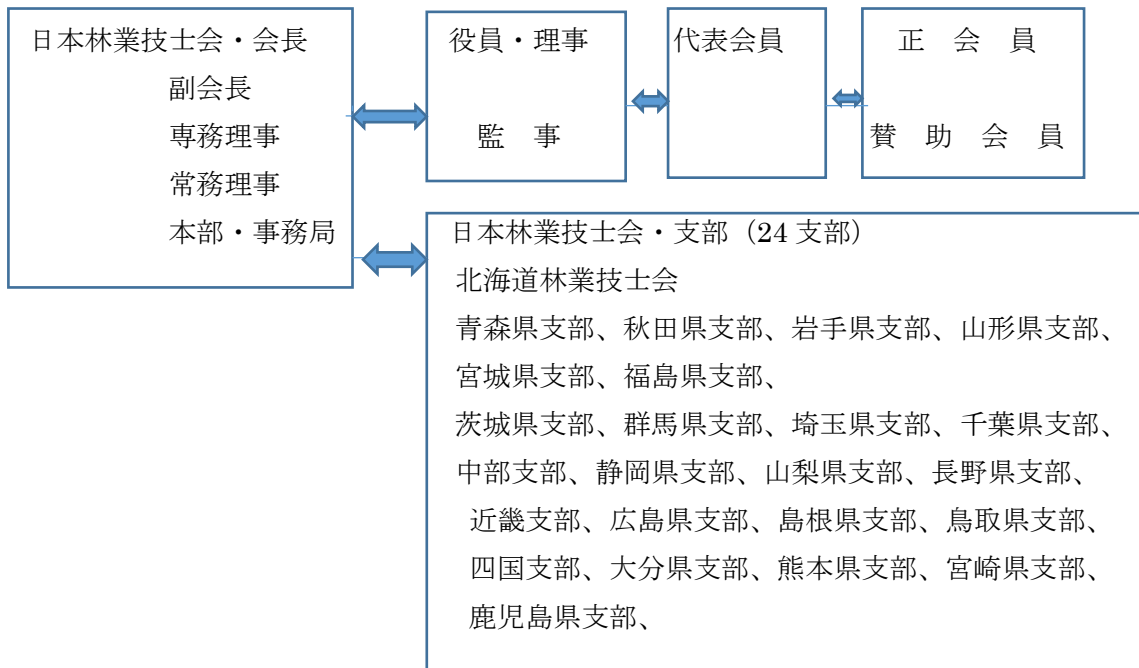 日本林業技士会・会長
副会長
専務理事
常務理事
本部・事務局
役員・理事
監　事
代表会員
正　会　員
賛　助　会　員
日本林業技士会・支部（24 支部）
北海道林業技士会
青森県支部、秋田県支部、岩手県支部、山形県支部、
宮城県支部、福島県支部、
茨城県支部、群馬県支部、埼玉県支部、千葉県支部、
中部支部、静岡県支部、山梨県支部、長野県支部、
近畿支部、広島県支部、島根県支部、鳥取県支部、
四国支部、大分県支部、熊本県支部、宮崎県支部、
鹿児島県支部、